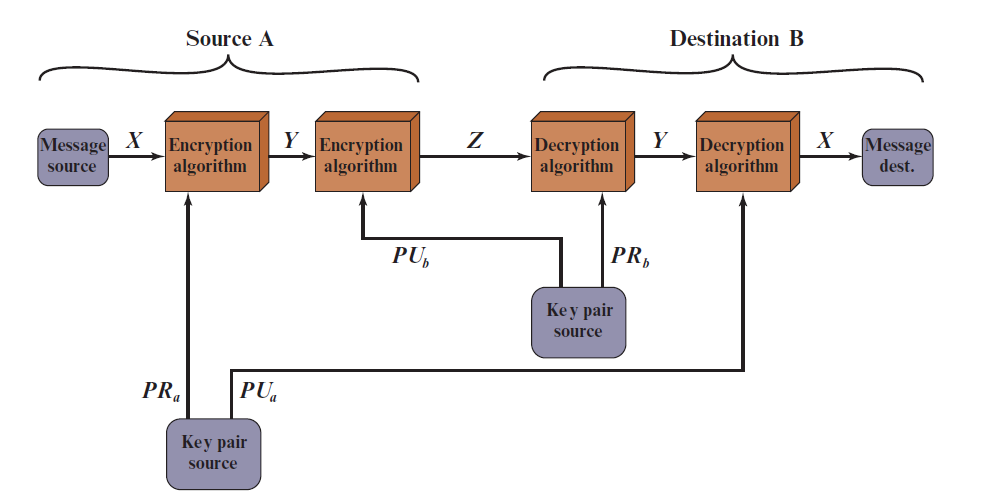 Source A
Destination B
Message
source
X
Encryption
algorithm
Y
Encryption
algorithm
Z
Decryption
algorithm
Y
Decryption
algorithm
X
Message
dest.
PUb
PRb
Key pair
source
PRa
PUa
Key pair
source